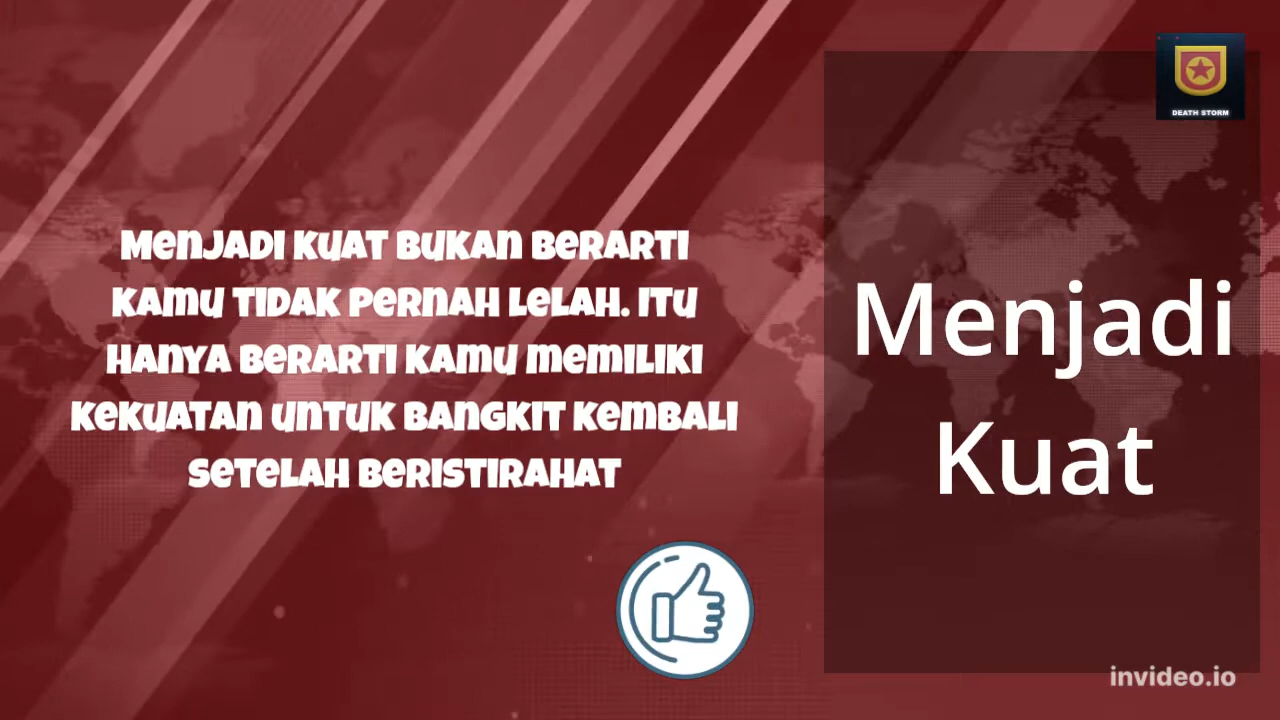 Menjadi kuat bukan berarti
kamu tidak pernah lelah. Itu
hanya berarti kamu memiliki
kekuatan untuk bangkit kembali
setelah beristirahat
Menjadi
Kuat
DEATH STORM
invideo.io